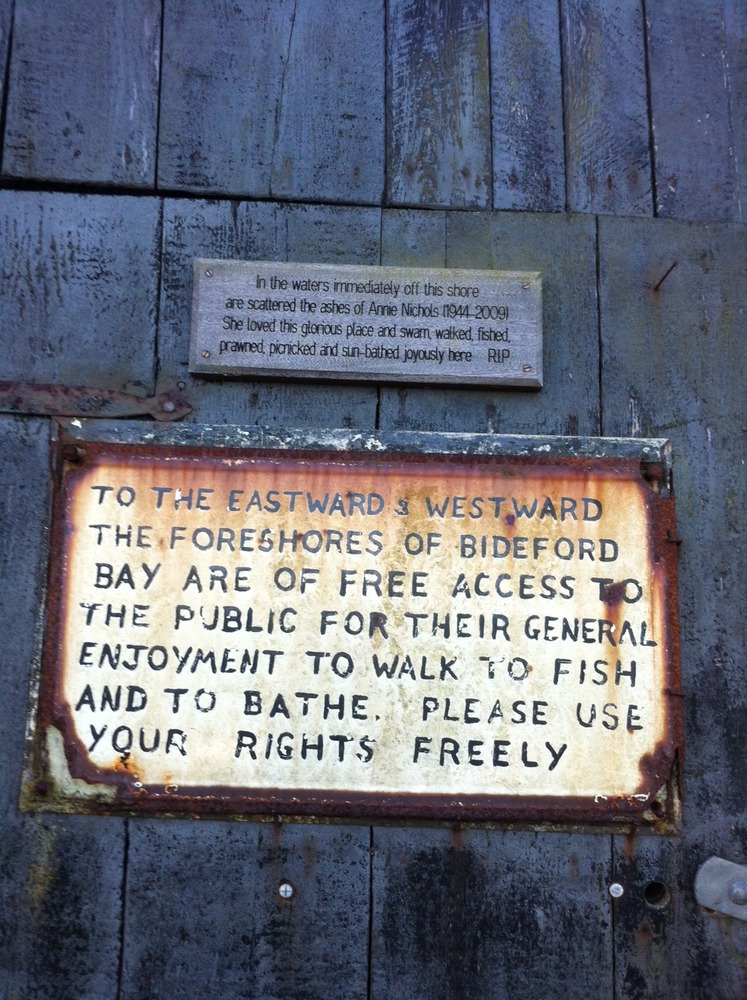 In the waters immediately off this shore
are scattered the ashes of Annie Nichols (1944-2009)
She loved this glorious place and swam, walked, fished,
prawned, picnicked and sun-bathed joyously here RIP
TO THE EASTWARD & WESTWARD
THE FORESHORES OF BIDEFORD
BAY ARE OF FREE ACCESS TO
THE PUBLIC FOR THEIR GENERAL
ENJOYMENT TO WALK TO FISH
AND TO BATHE. PLEASE USE
YOUR RIGHTS FREELY